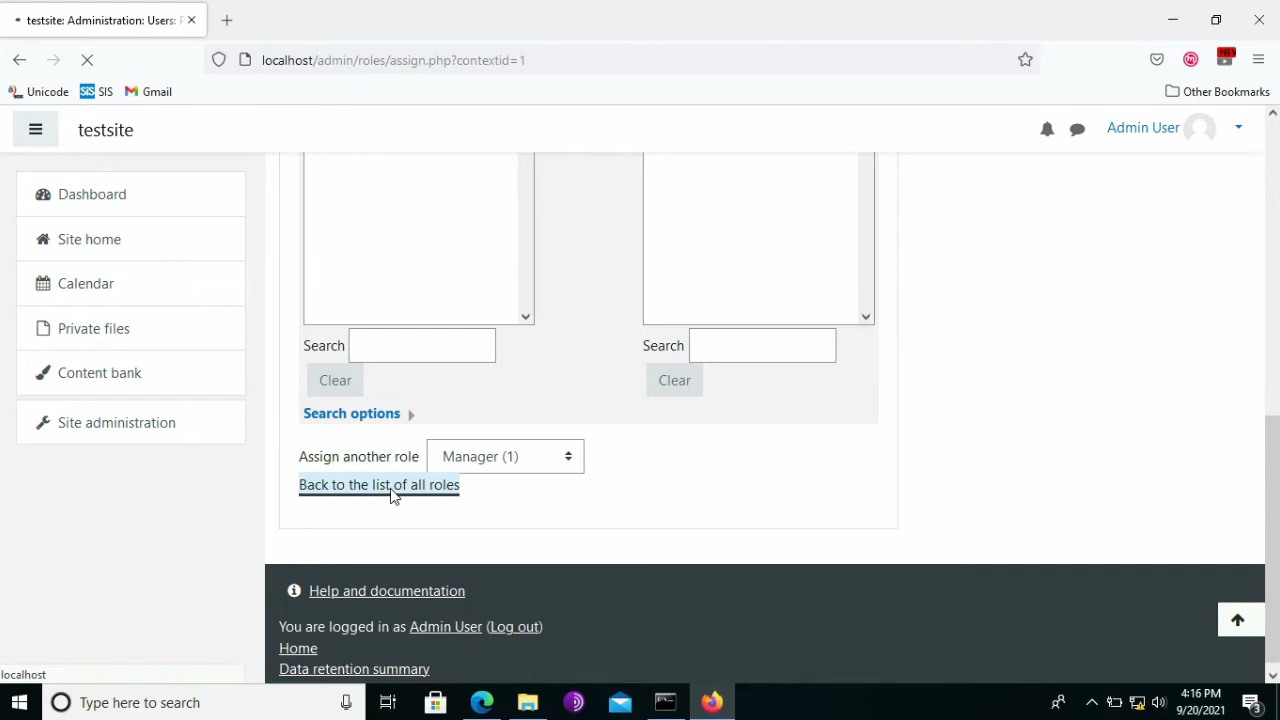 testsite: Administration: Users:
localhost/admin/roles/assign.php?contextid=1
NEW
Unicode SiS SIS Gmail Other Bookmarks
testsite Admin User
Dashboard
Site home
Calendar
Private files
Content bank
Site administration
Search Search
Clear Clear
Search options
Assign another role Manager (1)
Back to the list of all roles
Help and documentation
You are logged in as Admin User (Log out)
Home
Data retention summary
localhost
Type here to search
4:16 PM
9/20/2021
3